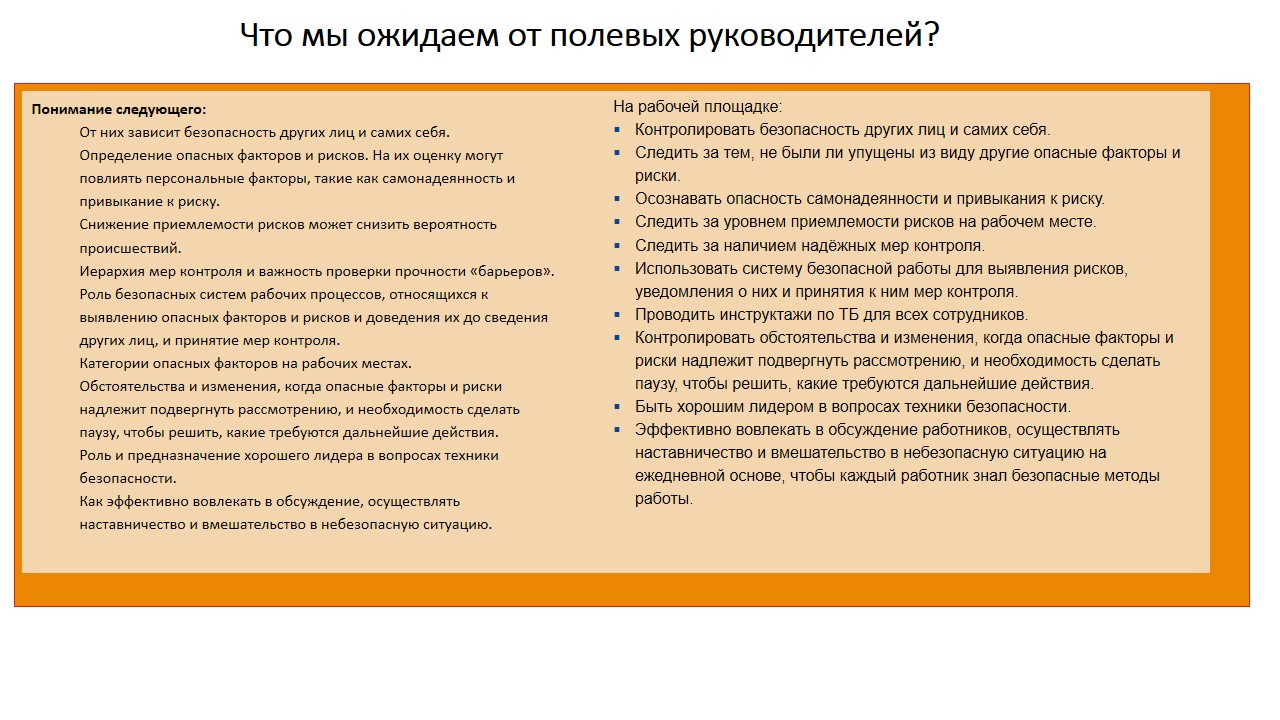 Что мы ожидаем от полевых руководителей?
Понимание следующего:
От них зависит безопасность других лиц и самих себя.
Определение опасных факторов и рисков. На их оценку могут
повлиять персональные факторы, такие как самонадеянность и
привыкание к риску.
Снижение приемлемости рисков может снизить вероятность
происшествий.
Иерархия мер контроля и важность проверки прочности «барьеров».
Роль безопасных систем рабочих процессов, относящихся к
выявлению опасных факторов и рисков и доведения их до сведения
других лиц, и принятие мер контроля.
Категории опасных факторов на рабочих местах.
Обстоятельства и изменения, когда опасные факторы и риски
надлежит подвергнуть рассмотрению, и необходимость сделать
паузу, чтобы решить, какие требуются дальнейшие действия.
Роль и предназначение хорошего лидера в вопросах техники
безопасности.
Как эффективно вовлекать в обсуждение, осуществлять
наставничество и вмешательство в небезопасную ситуацию.
На рабочей площадке:
▪ Контролировать безопасность других лиц и самих себя.
▪ Следить за тем, не были ли упущены из виду другие опасные факторы и
риски.
▪ Осознавать опасность самонадеянности и привыкания к риску.
▪ Следить за уровнем приемлемости рисков на рабочем месте.
▪ Следить за наличием надёжных мер контроля.
▪ Использовать систему безопасной работы для выявления рисков,
уведомления о них и принятия к ним мер контроля.
▪ Проводить инструктажи по ТБ для всех сотрудников.
▪ Контролировать обстоятельства и изменения, когда опасные факторы и
риски надлежит подвергнуть рассмотрению, и необходимость сделать
паузу, чтобы решить, какие требуются дальнейшие действия.
▪ Быть хорошим лидером в вопросах техники безопасности.
▪ Эффективно вовлекать в обсуждение работников, осуществлять
наставничество и вмешательство в небезопасную ситуацию на
ежедневной основе, чтобы каждый работник знал безопасные методы
работы.